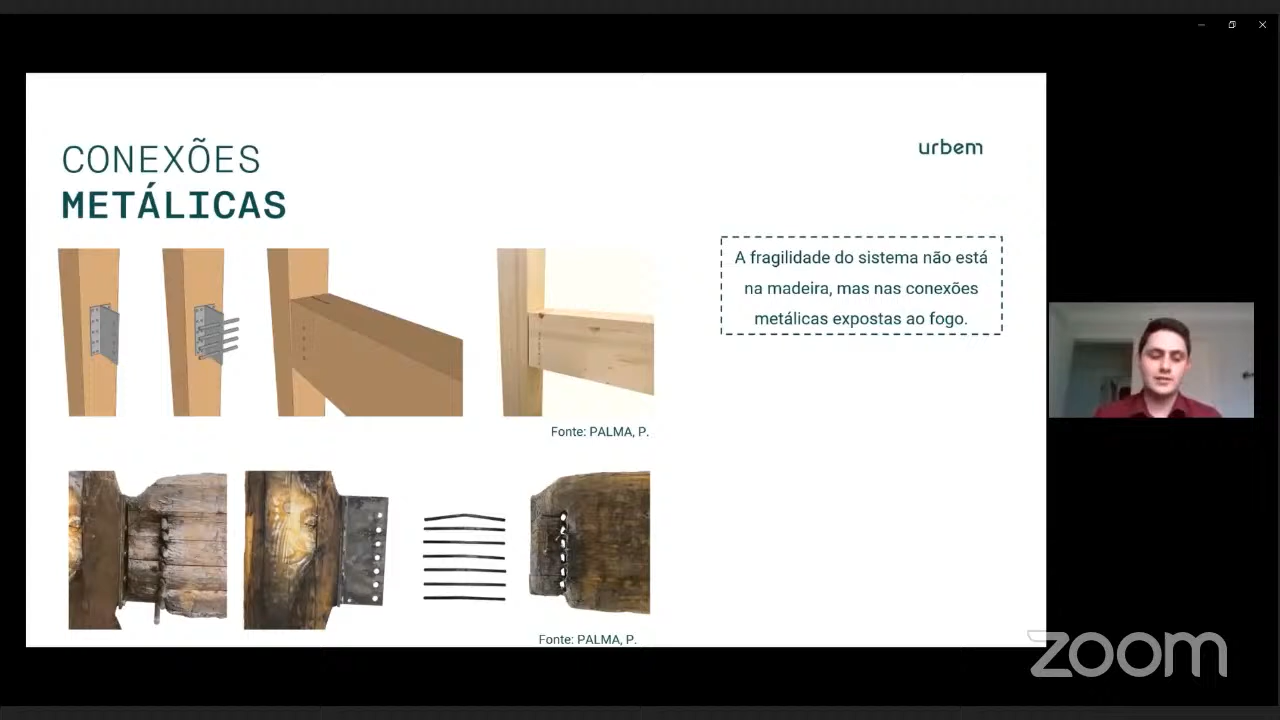 CONEXÕES
METÁLICAS
urbem
A fragilidade do sistema não está
na madeira, mas nas conexões
metálicas expostas ao fogo.
Fonte: PALMA, P.
Fonte: PALMA, P.
zoom